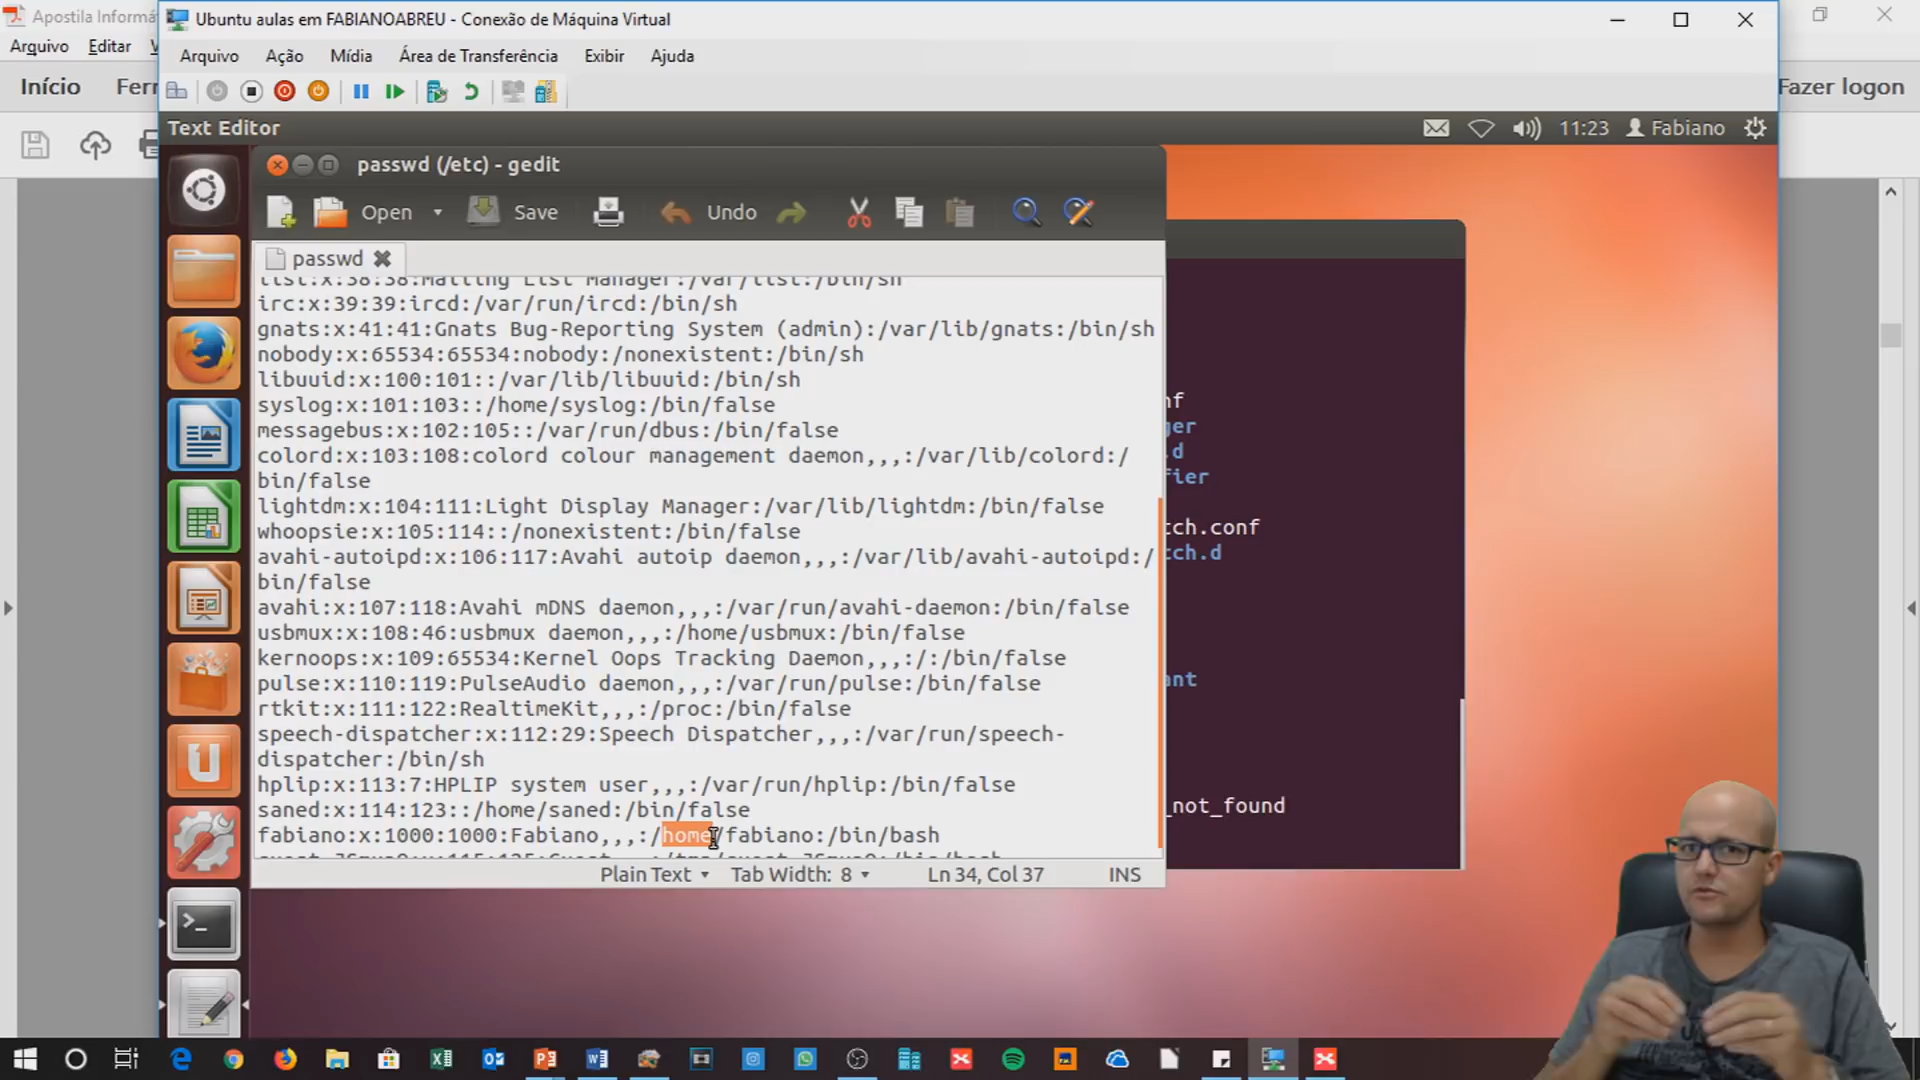 Apostila Informá
Ubuntu aulas em FABIANOABREU - Conexão de Máquina Virtual
Arquivo Editar
Arquivo Ação Mídia Área de Transferência Exibir Ajuda
Início
Fazer logon
Text Editor
11:23 Fabiano
passwd (/etc) - gedit
Open Save Undo
passwd
list:x:38:38:Mailing List Manager:/var/list:/bin/sh
irc:x:39:39:ircd:/var/run/ircd:/bin/sh
gnats:x:41:41:Gnats Bug-Reporting System (admin):/var/lib/gnats:/bin/sh
nobody:x:65534:65534:nobody:/nonexistent:/bin/sh
libuuid:x:100:101::/var/lib/libuuid:/bin/sh
syslog:x:101:103::/home/syslog:/bin/false
messagebus:x:102:105::/var/run/dbus:/bin/false
colord:x:103:108:colord colour management daemon,,,:/var/lib/colord:/
bin/false
lightdm:x:104:111:Light Display Manager:/var/lib/lightdm:/bin/false
whoopsie:x:105:114::/nonexistent:/bin/false
avahi-autoipd:x:106:117:Avahi autoip daemon,,,:/var/lib/avahi-autoipd:/
bin/false
avahi:x:107:118:Avahi mDNS daemon,,,:/var/run/avahi-daemon:/bin/false
usbmux:x:108:46:usbmux daemon,,,:/home/usbmux:/bin/false
kernoops:x:109:65534:Kernel Oops Tracking Daemon,,,:/:/bin/false
pulse:x:110:119:PulseAudio daemon,,,:/var/run/pulse:/bin/false
rtkit:x:111:122:RealtimeKit,,,:/proc:/bin/false
speech-dispatcher:x:112:29:Speech Dispatcher,,,:/var/run/speech-
dispatcher:/bin/sh
hplip:x:113:7:HPLIP system user,,,:/var/run/hplip:/bin/false
saned:x:114:123::/home/saned:/bin/false
fabiano:x:1000:1000:Fabiano,,,:/home/fabiano:/bin/bash
Plain Text Tab Width: 8 Ln 34, Col 37 INS
nf
ger
.d
fier
tch.conf
tch.d
ant
_not_found